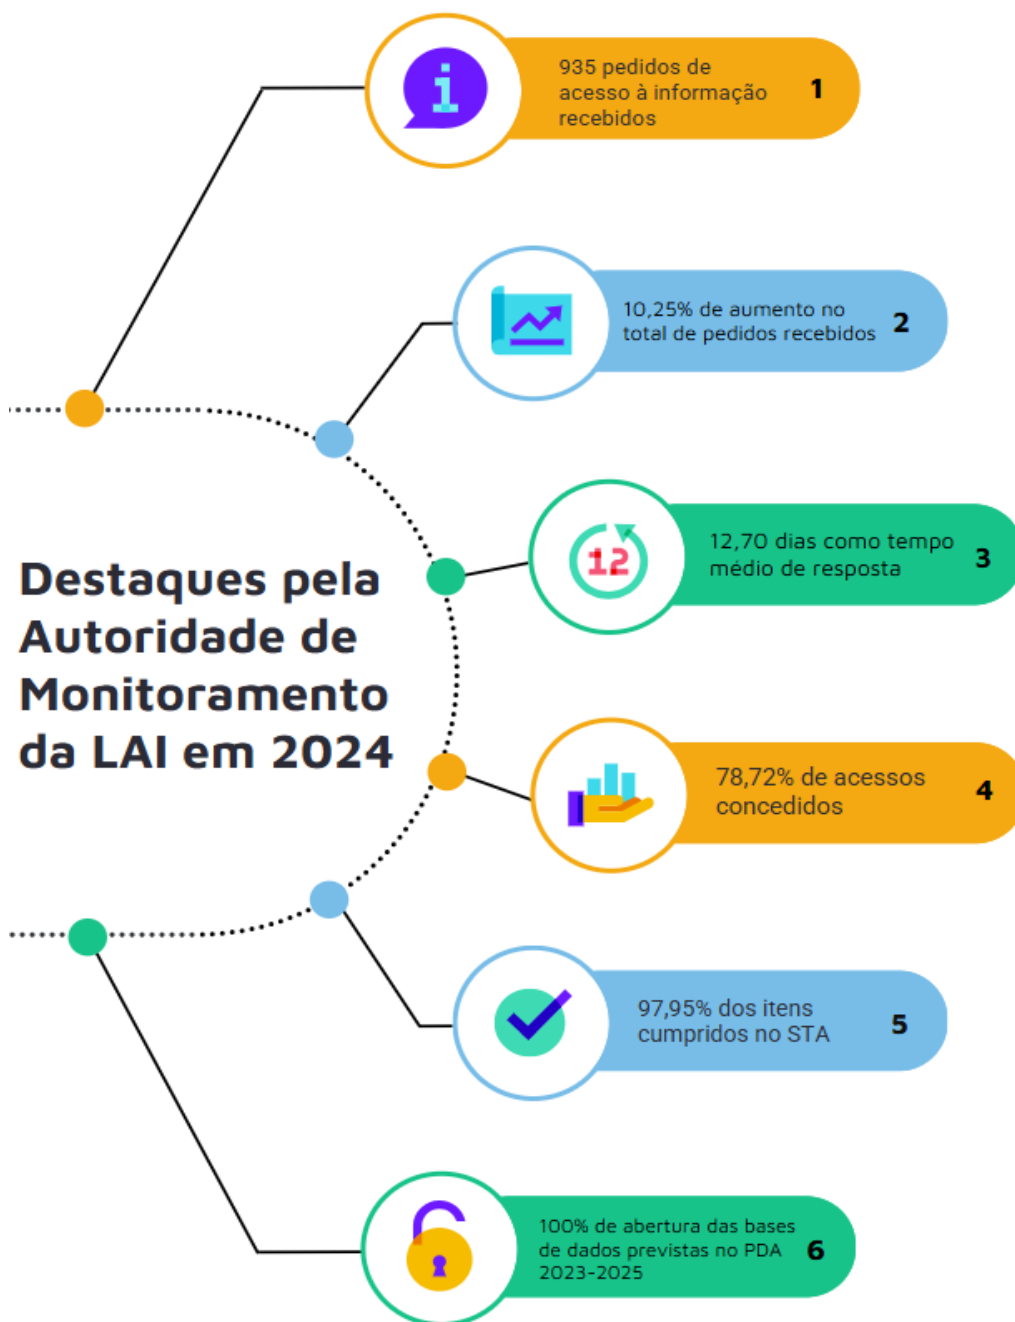 935 pedidos de
acesso à informação
recebidos
1
10,25% de aumento no
total de pedidos recebidos
2
12
12,70 dias como tempo
médio de resposta
3
Destaques pela
Autoridade de
Monitoramento
da LAI em 2024
78,72% de acessos
concedidos
4
97,95% dos itens
cumpridos no STA
5
100% de abertura das bases
de dados previstas no PDA
2023-2025
6